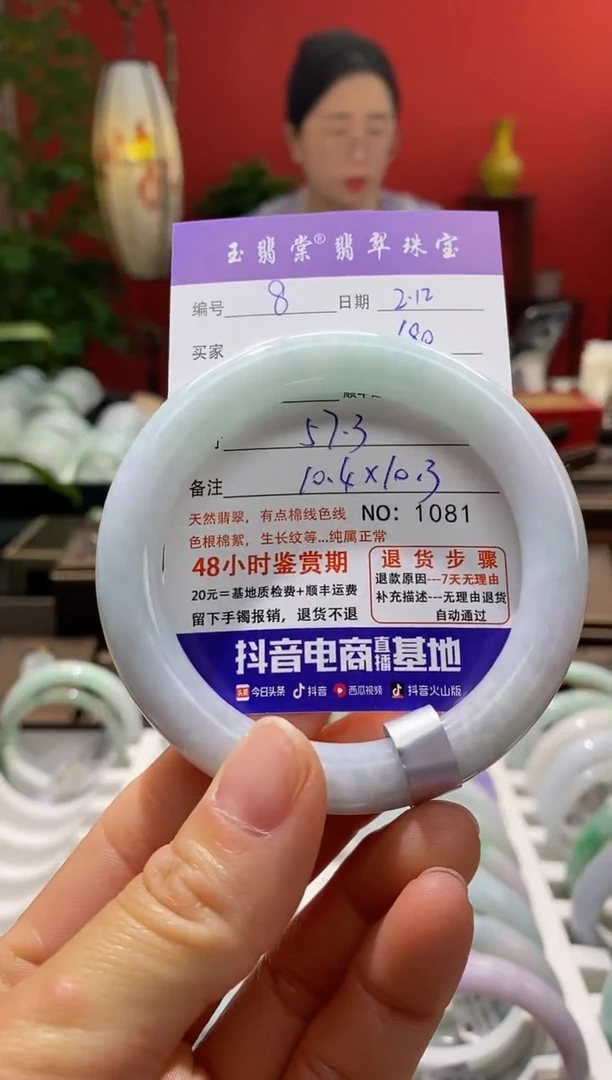 玉翡棠® 翡翠珠宝
编号 8 日期 2.12
买家 180
57.3
备注 10.4×10.3
天然翡翠，有点棉线色线 NO: 1081
色根棉絮，生长纹等...纯属正常
48小时鉴赏期
20元＝基地质检费+顺丰运费
留下手镯报销，退货不退
退货步骤
退款原因---7天无理由
补充描述---无理由退货
自动通过
抖音电商直播基地
头条 今日头条 抖音 西瓜视频 抖音火山版